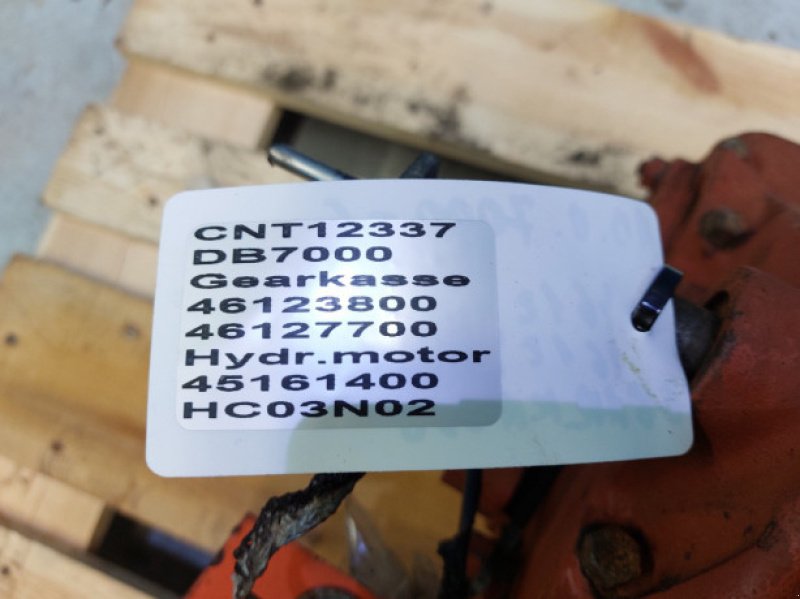 CNT12337
DB7000
Gearkasse
46123800
46127700
Hydr.motor
45161400
HC03N02